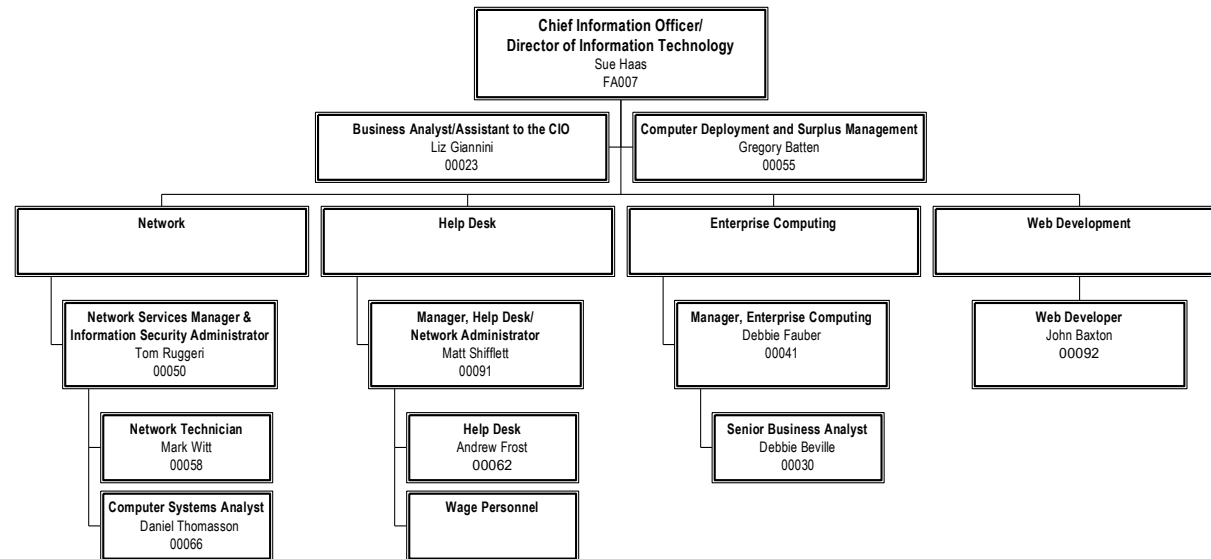 Chief Information Officer/
Director of Information Technology
Sue Haas
FA007
Business Analyst/Assistant to the CIO
Liz Giannini
00023
Computer Deployment and Surplus Management
Gregory Batten
00055
Network
Help Desk
Enterprise Computing
Web Development
Network Services Manager &
Information Security Administrator
Tom Ruggeri
00050
Manager, Help Desk/
Network Administrator
Matt Shifflett
00091
Manager, Enterprise Computing
Debbie Fauber
00041
Web Developer
John Baxton
00092
Network Technician
Mark Witt
00058
Help Desk
Andrew Frost
00062
Senior Business Analyst
Debbie Beville
00030
Computer Systems Analyst
Daniel Thomasson
00066
Wage Personnel